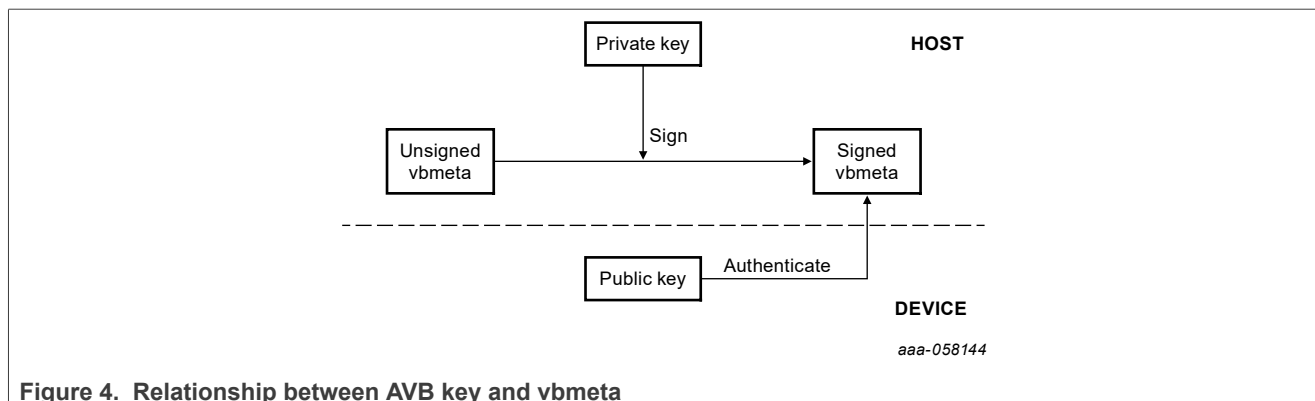 Private key
HOST
Sign
Unsigned
vbmeta
Signed
vbmeta
Public key
Authenticate
DEVICE
aaa-058144
Figure 4. Relationship between AVB key and vbmeta